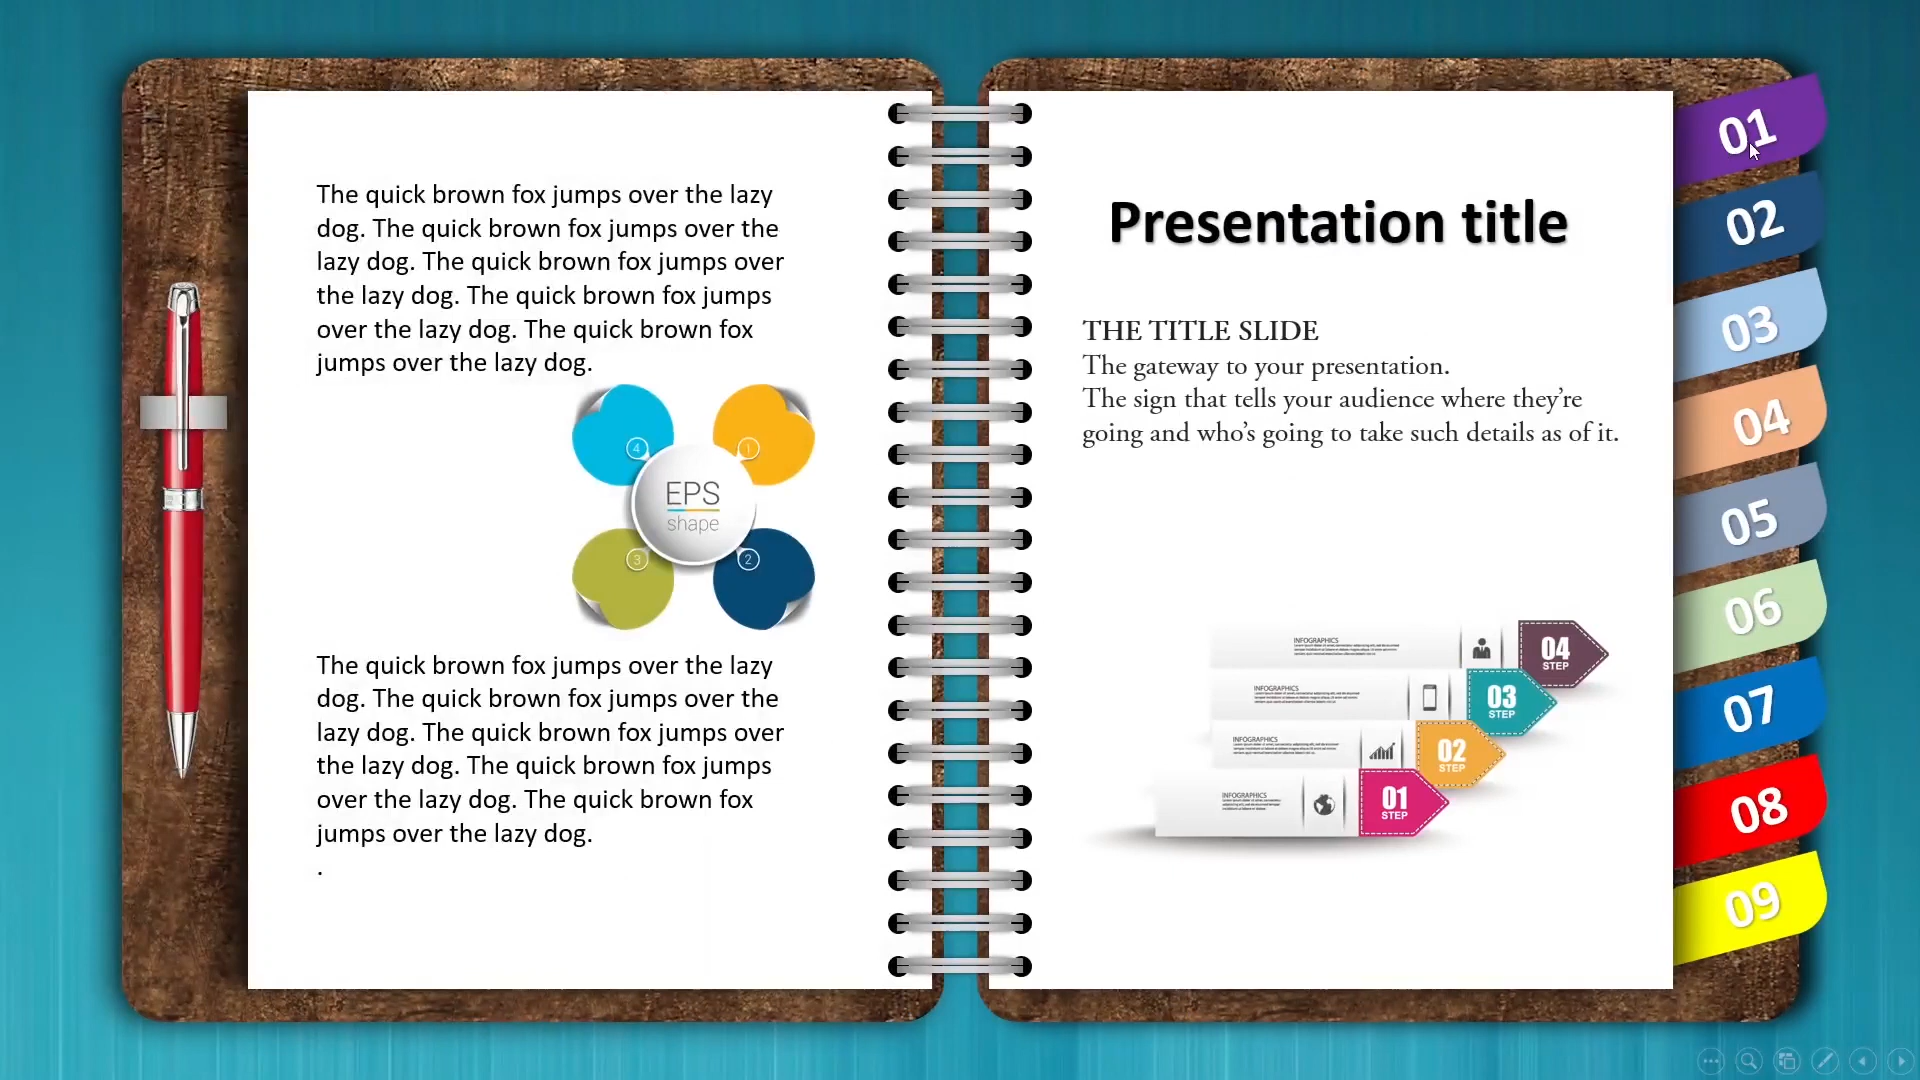 The quick brown fox jumps over the lazy
dog. The quick brown fox jumps over the
lazy dog. The quick brown fox jumps over
the lazy dog. The quick brown fox jumps
over the lazy dog. The quick brown fox
jumps over the lazy dog.
4
1
EPS
shape
3
2
The quick brown fox jumps over the lazy
dog. The quick brown fox jumps over the
lazy dog. The quick brown fox jumps over
the lazy dog. The quick brown fox jumps
over the lazy dog. The quick brown fox
jumps over the lazy dog.
.
Presentation title
THE TITLE SLIDE
The gateway to your presentation.
The sign that tells your audience where they’re
going and who’s going to take such details as of it.
INFOGRAPHICS
04
STEP
INFOGRAPHICS
03
STEP
INFOGRAPHICS
02
STEP
INFOGRAPHICS
01
STEP
01
02
03
04
05
06
07
08
09